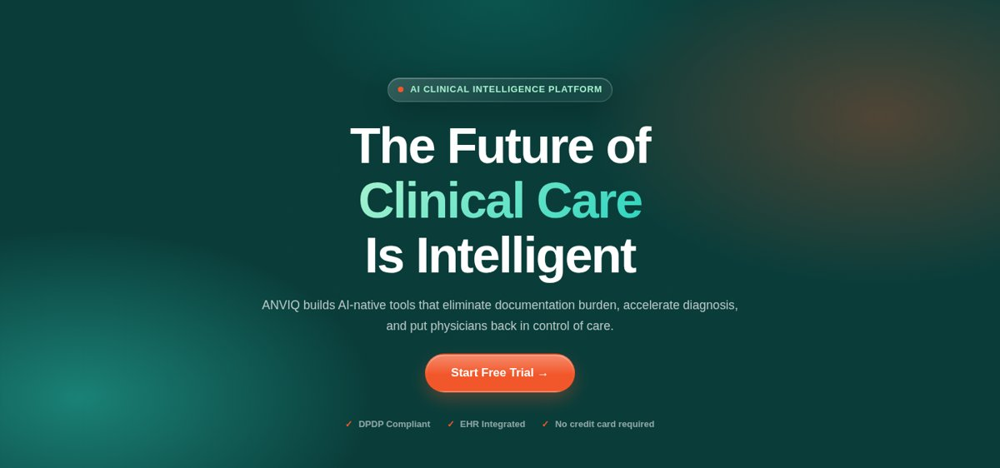 AI CLINICAL INTELLIGENCE PLATFORM
The Future of
Clinical Care
Is Intelligent
ANVIQ builds AI-native tools that eliminate documentation burden, accelerate diagnosis,
and put physicians back in control of care.
Start Free Trial →
✓ DPDP Compliant ✓ EHR Integrated ✓ No credit card required